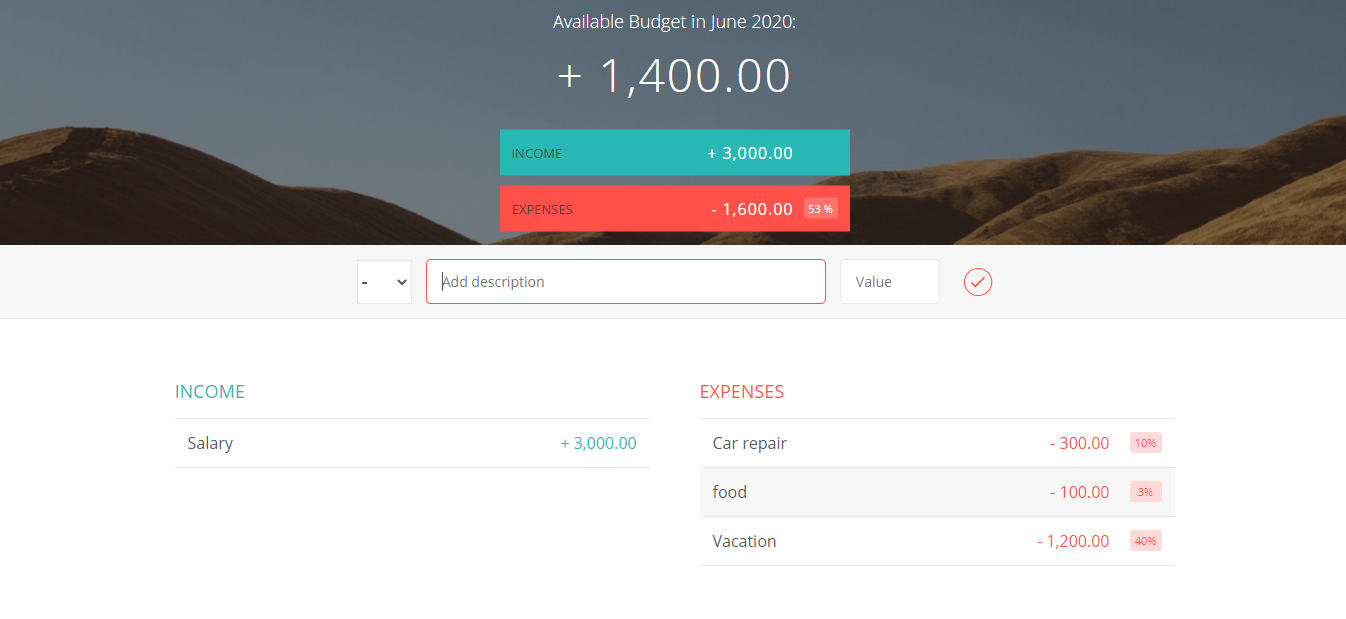 Available Budget in June 2020:
+ 1,400.00
INCOME + 3,000.00
EXPENSES - 1,600.00 53 %
- Add description Value
INCOME
Salary + 3,000.00
EXPENSES
Car repair - 300.00 10%
food - 100.00 3%
Vacation - 1,200.00 40%